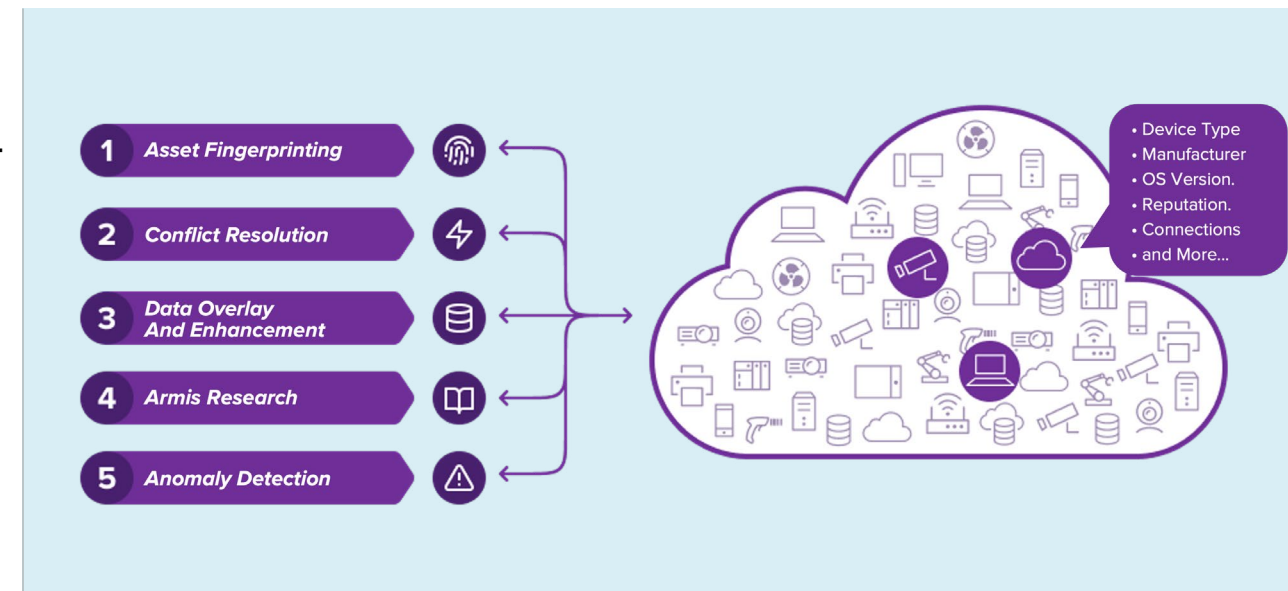 1 Asset Fingerprinting
2 Conflict Resolution
3 Data Overlay
And Enhancement
4 Armis Research
5 Anomaly Detection
• Device Type
• Manufacturer
• OS Version.
• Reputation.
• Connections
• and More...